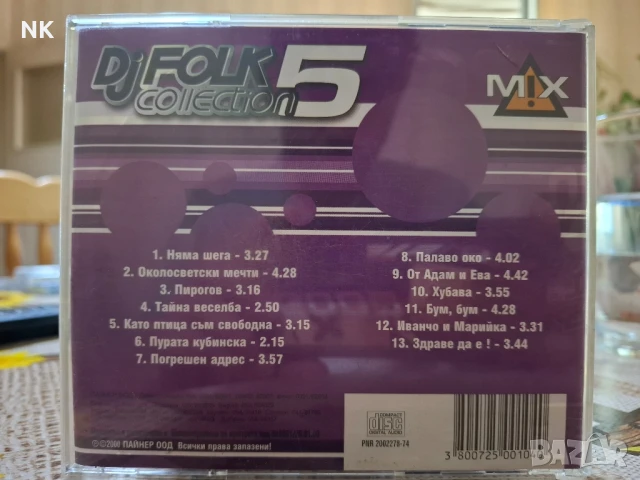 NK
Dj FOLK
collection 5
M!X
1. Няма шега - 3.27
2. Околосветски мечти - 4.28
3. Пирогов - 3.16
4. Тайна веселба - 2.50
5. Като птица съм свободна - 3.15
6. Пурата кубинска - 2.15
7. Погрешен адрес - 3.57
8. Палаво око - 4.02
9. От Адам и Ева - 4.42
10. Хубава - 3.55
11. Бум, бум - 4.28
12. Иванчо и Марийка - 3.31
13. Здраве да е ! - 3.44
ПАЙНЕР ООД Всички права запазени!
COMPACT
disc
DIGITAL AUDIO
PNR 2002278-74
3 800725 0010
bazar